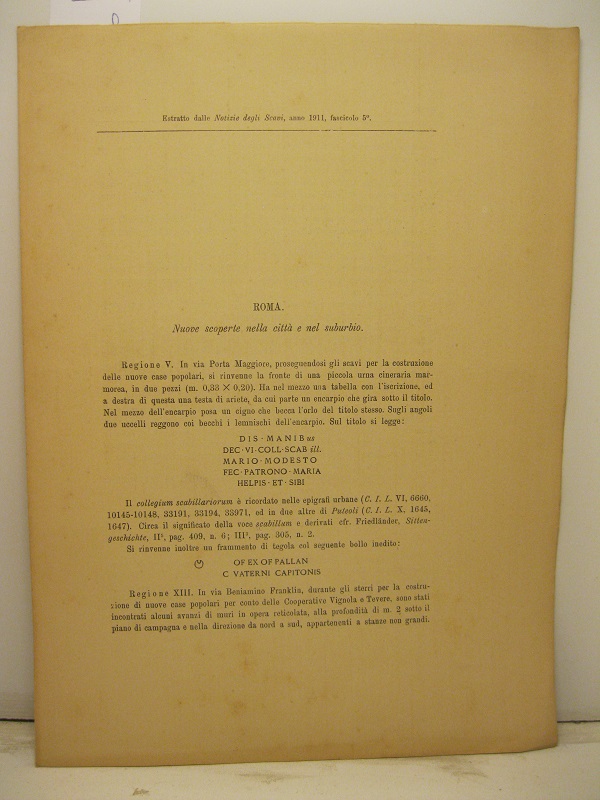 Estratto dalle Notizie degli Scavi, anno 1911, fascicolo 5°.
ROMA.
Nuove scoperte nella città e nel suburbio.
Regione V. In via Porta Maggiore, proseguendosi gli scavi per la costruzione
delle nuove case popolari, si rinvenne la fronte di una piccola urna cineraria mar-
morea, in due pezzi (m. 0,33 × 0,20). Ha nel mezzo una tabella con l'iscrizione, ed
a destra di questa una testa di ariete, da cui parte un encarpio che gira sotto il titolo.
Nel mezzo dell'encarpio posa un cigno che becca l'orlo del titolo stesso. Sugli angoli
due uccelli reggono coi becchi i lemnischi dell'encarpio. Sul titolo si legge:
DIS · MANIBus
DEC · VI · COLL · SCABill.
MARIO · MODESTO
FEC · PATRONO · MARIA
HELPIS · ET · SIBI
Il collegium scabillariorum è ricordato nelle epigrafi urbane (C. I. L. VI, 6660,
10145-10148, 33191, 33194, 33971, ed in due altre di Puteoli (C. I. L. X, 1645,
1647). Circa il significato della voce scabillum e derivati cfr. Friedländer, Sitten-
geschichte, II³, pag. 409, n. 6; III³, pag. 305, n. 2.
Si rinvenne inoltre un frammento di tegola col seguente bollo inedito:
OF EX OF PALLAN
C VATERNI CAPITONIS
Regione XIII. In via Beniamino Franklin, durante gli sterri per la costru-
zione di nuove case popolari per conto delle Cooperative Vignola e Tevere, sono stati
incontrati alcuni avanzi di muri in opera reticolata, alla profondità di m. 2 sotto il
piano di campagna e nella direzione da nord a sud, appartenenti a stanze non grandi.